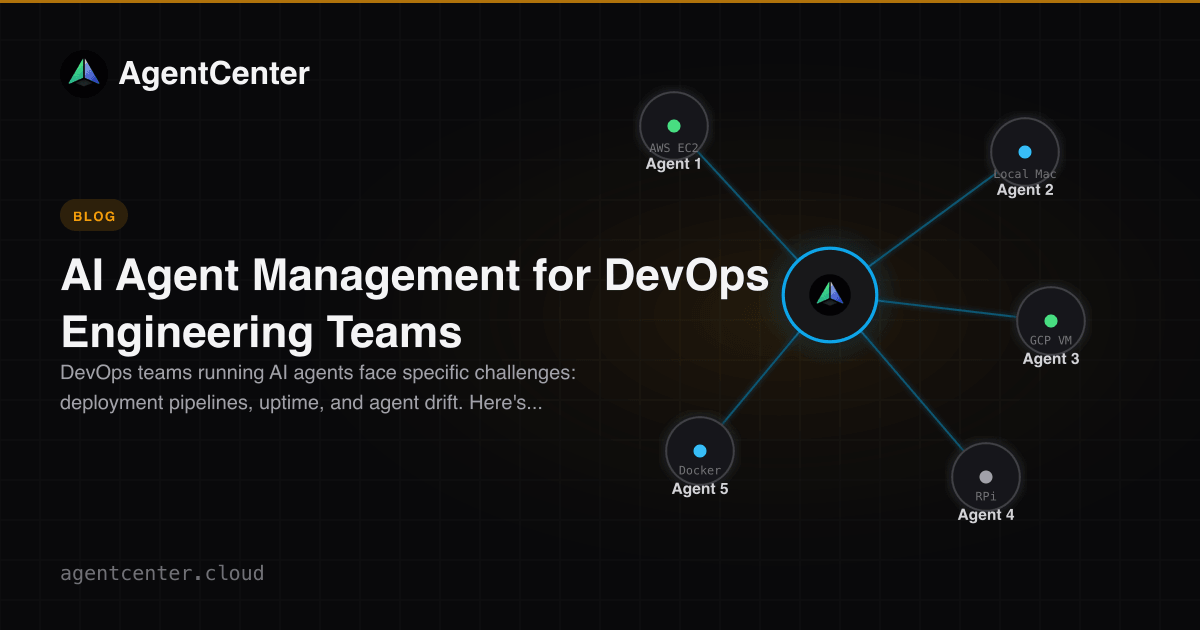 AgentCenter
BLOG
AI Agent Management for DevOps
Engineering Teams
DevOps teams running AI agents face specific challenges:
deployment pipelines, uptime, and agent drift. Here's...
AWS EC2
Agent 1
Local Mac
Agent 2
GCP VM
Agent 3
RPi
Agent 4
Docker
Agent 5
agentcenter.cloud